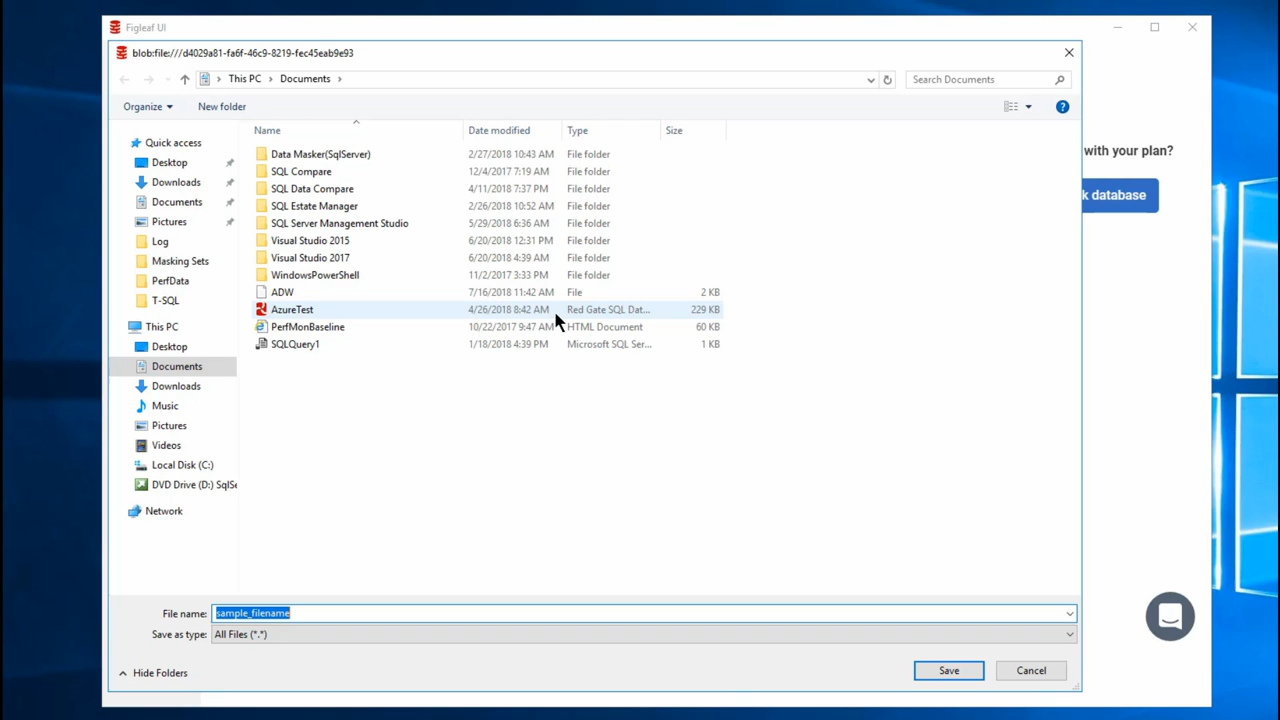 Figleaf UI
blob:file:///d4029a81-fa6f-46c9-8219-fec45eab9e93
This PC > Documents >
Search Documents
Organize
New folder
Name Date modified Type Size
Data Masker(SqlServer) 2/27/2018 10:43 AM File folder
SQL Compare 12/4/2017 7:19 AM File folder
SQL Data Compare 4/11/2018 7:37 PM File folder
SQL Estate Manager 2/26/2018 10:52 AM File folder
SQL Server Management Studio 5/29/2018 6:36 AM File folder
Visual Studio 2015 6/20/2018 12:31 PM File folder
Visual Studio 2017 6/20/2018 4:39 AM File folder
WindowsPowerShell 11/2/2017 3:33 PM File folder
ADW 7/16/2018 11:42 AM File 2 KB
AzureTest 4/26/2018 8:42 AM Red Gate SQL Dat... 229 KB
PerfMonBaseline 10/22/2017 9:47 AM HTML Document 60 KB
SQLQuery1 1/18/2018 4:39 PM Microsoft SQL Ser... 1 KB
Quick access
Desktop
Downloads
Documents
Pictures
Log
Masking Sets
PerfData
T-SQL
This PC
Desktop
Documents
Downloads
Music
Pictures
Videos
Local Disk (C:)
DVD Drive (D:) SqlSe
Network
with your plan?
k database
File name: sample_filename
Save as type: All Files (*.*)
Hide Folders
Save
Cancel